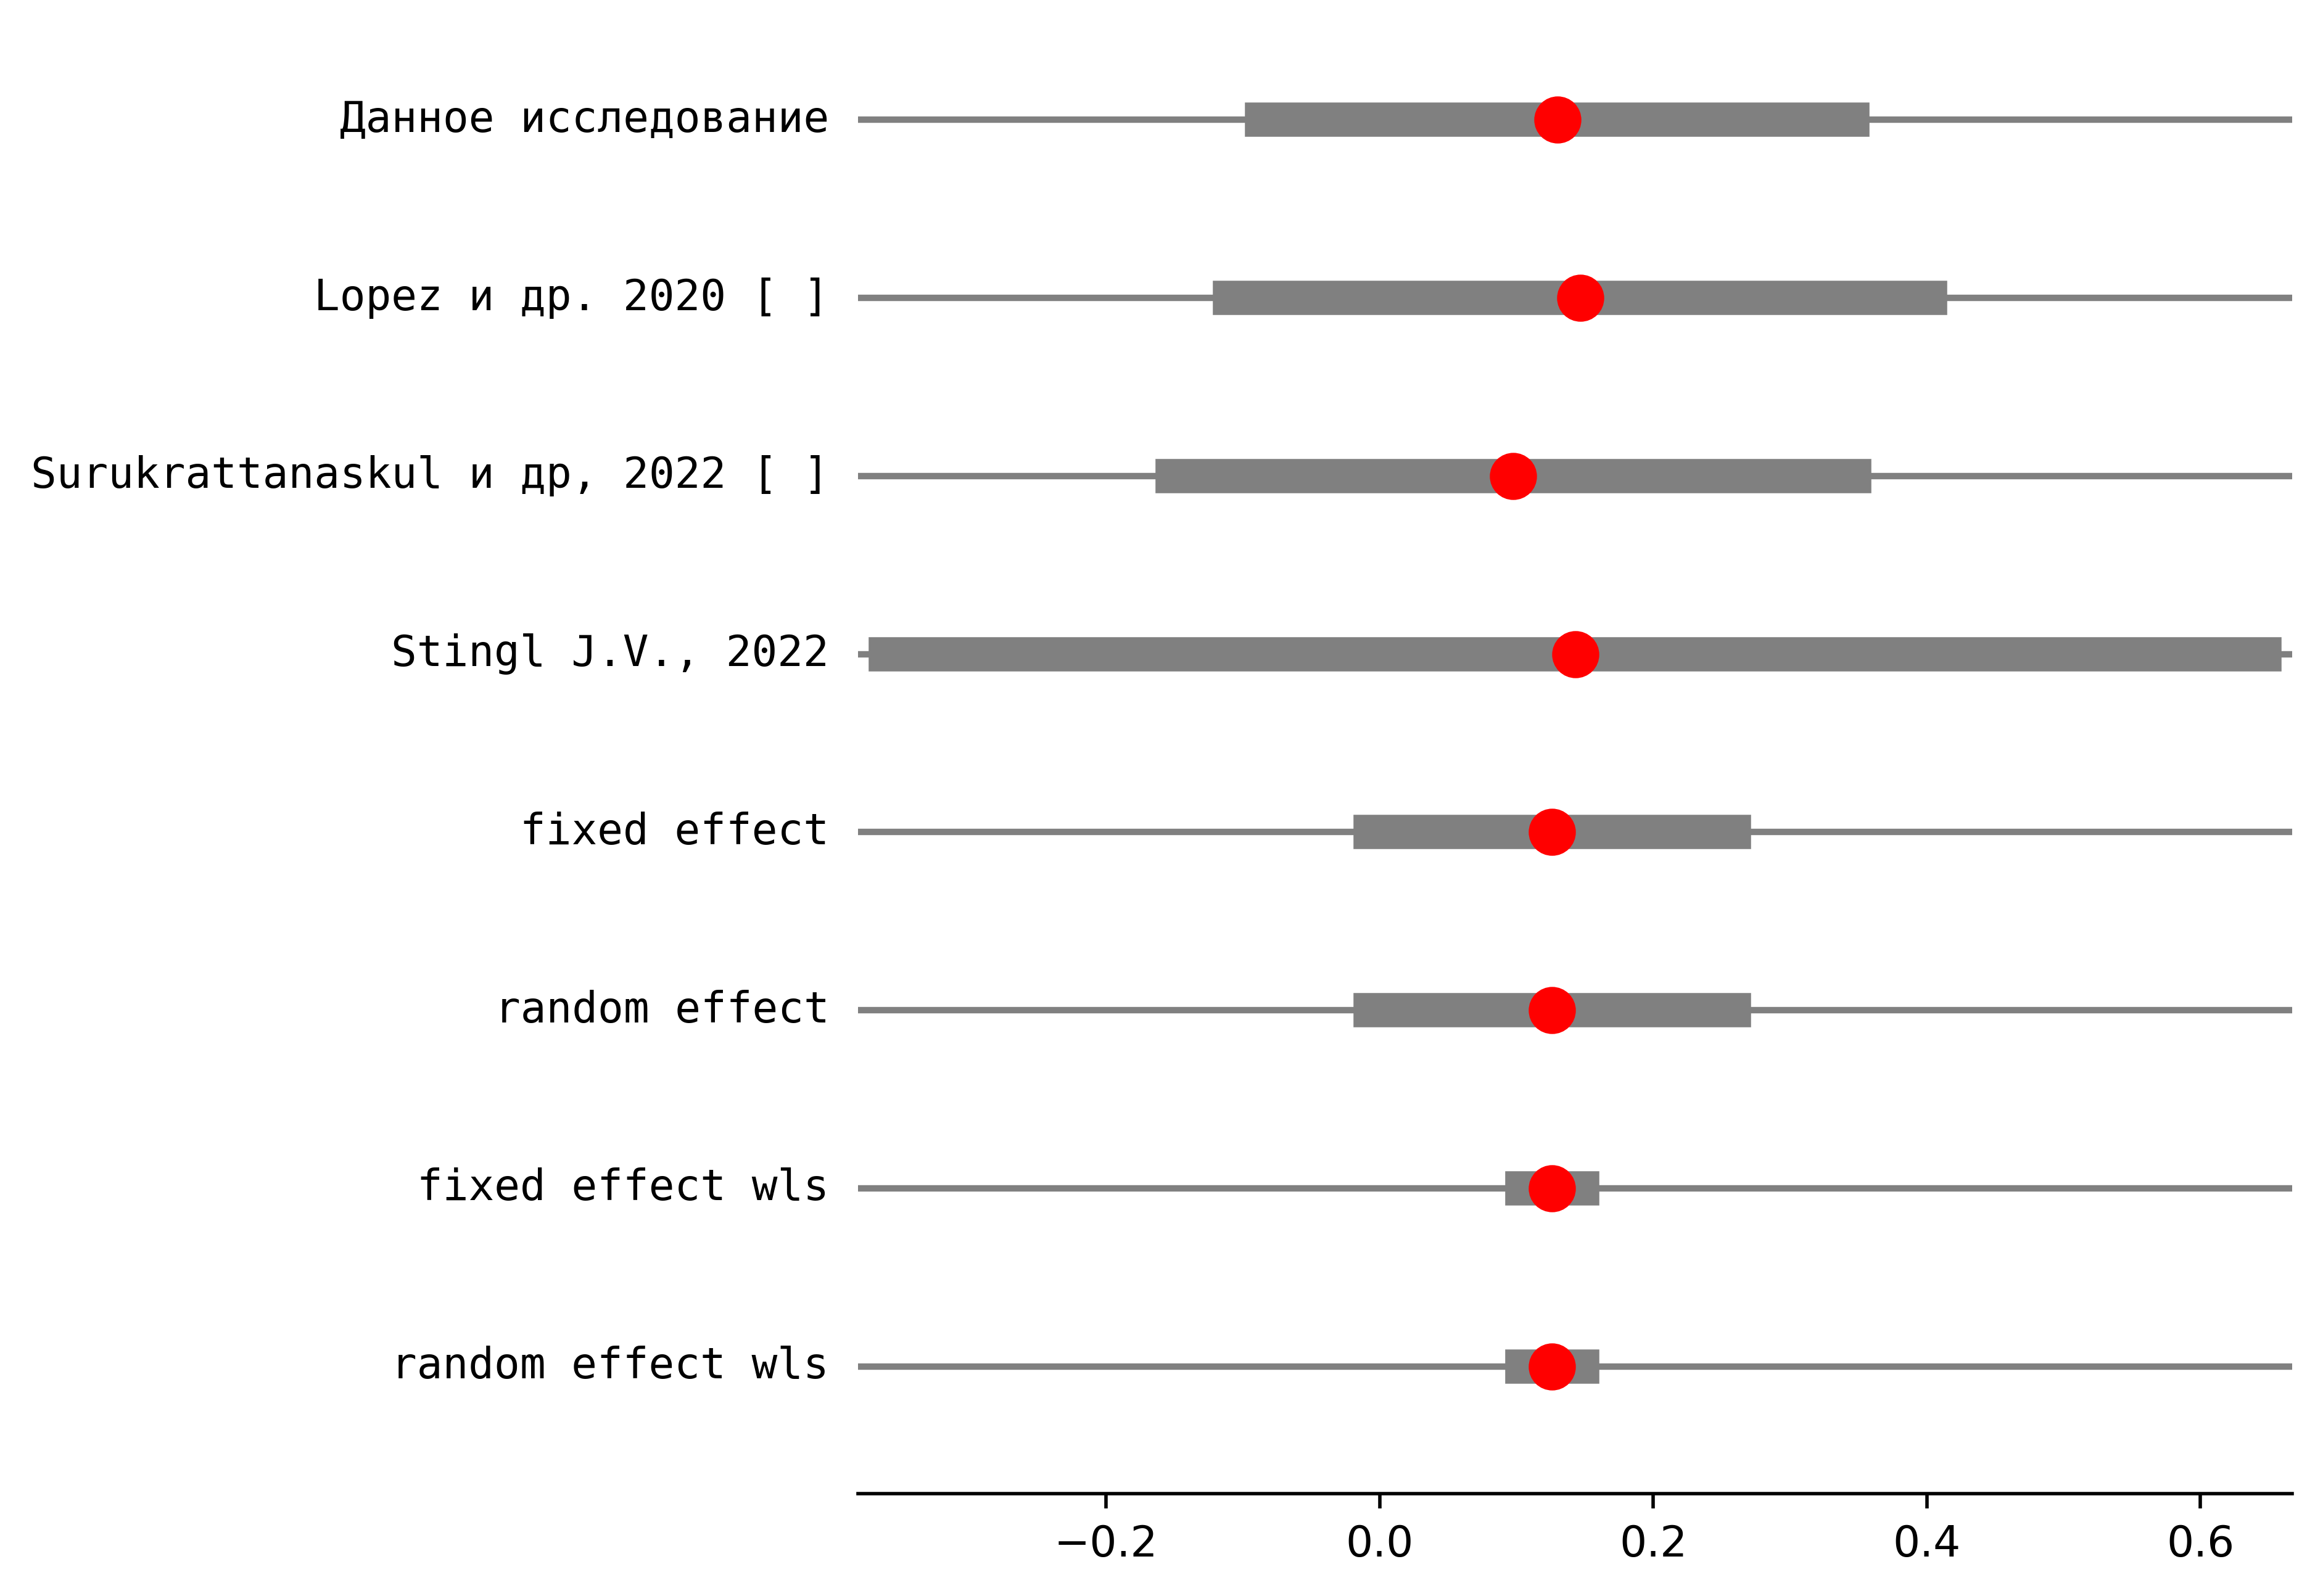 Данное исследование
Lopez и др. 2020 [ ]
Surukrattanaskul и др, 2022 [ ]
Stingl J.V., 2022
fixed effect
random effect
fixed effect wls
random effect wls
−0.2 0.0 0.2 0.4 0.6